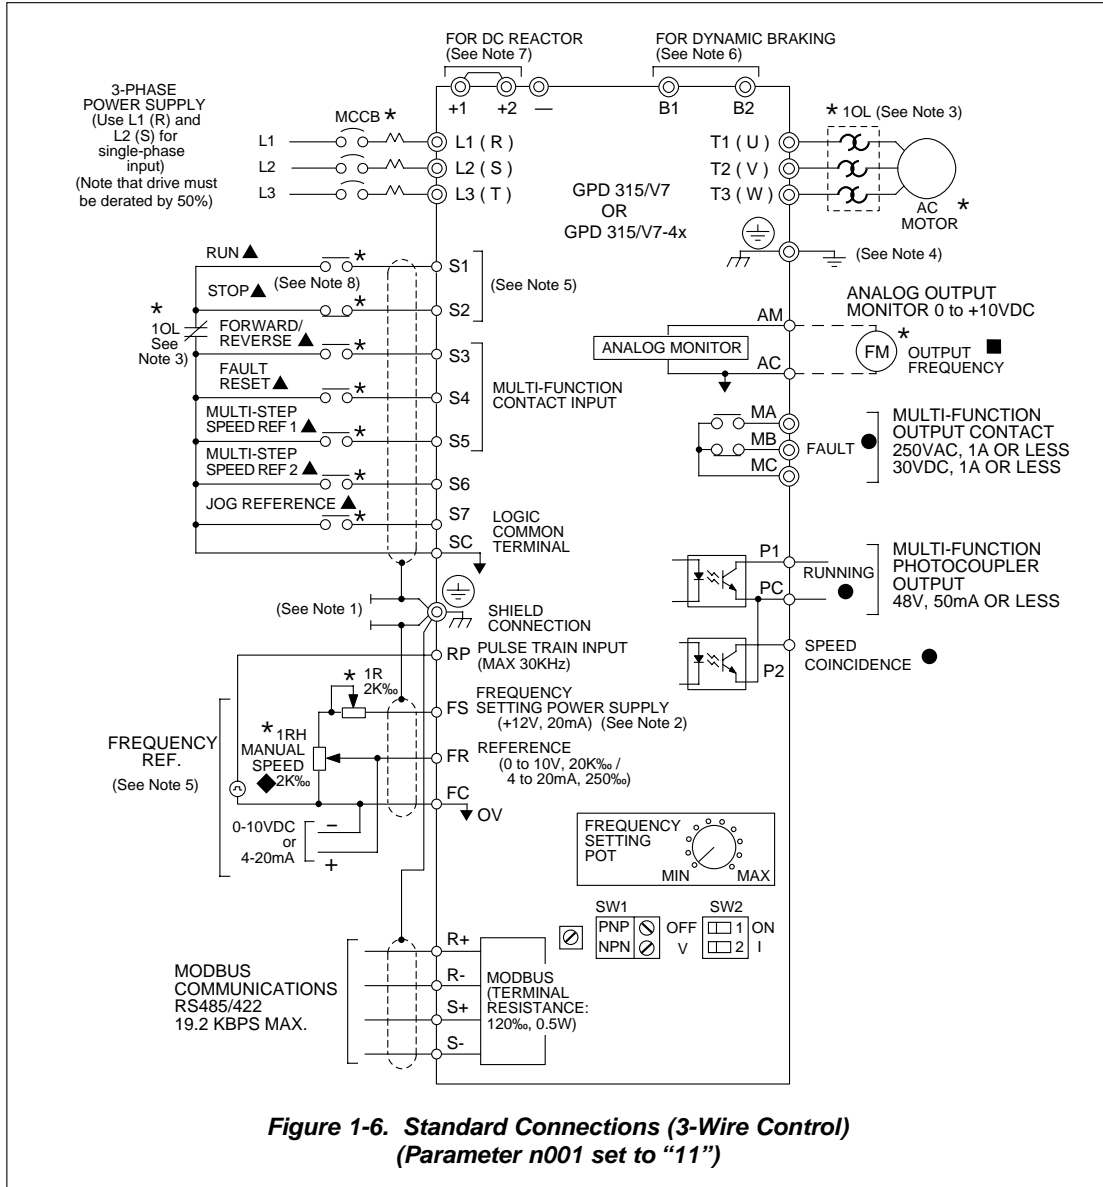 FOR DC REACTOR
(See Note 7)
FOR DYNAMIC BRAKING
(See Note 6)
+1 +2 —
B1 B2
3-PHASE
POWER SUPPLY
(Use L1 (R) and
L2 (S) for
single-phase
input)
(Note that drive must
be derated by 50%)
MCCB *
L1
L2
L3
L1 ( R )
L2 ( S )
L3 ( T )
T1 ( U )
T2 ( V )
T3 ( W )
* 1OL (See Note 3)
AC
MOTOR *
GPD 315/V7
OR
GPD 315/V7-4x
(See Note 4)
RUN ▲
*
(See Note 8)
S1
STOP ▲
*
S2
(See Note 5)
*
1OL
See
Note 3)
FORWARD/
REVERSE ▲
*
S3
FAULT
RESET ▲
*
S4
MULTI-FUNCTION
CONTACT INPUT
MULTI-STEP
SPEED REF 1 ▲
*
S5
MULTI-STEP
SPEED REF 2 ▲
*
S6
JOG REFERENCE ▲
*
S7
SC
LOGIC
COMMON
TERMINAL
ANALOG OUTPUT
MONITOR 0 to +10VDC
AM
ANALOG MONITOR
AC
FM
*
OUTPUT ■
FREQUENCY
MA
MB
MC
FAULT ●
MULTI-FUNCTION
OUTPUT CONTACT
250VAC, 1A OR LESS
30VDC, 1A OR LESS
P1
PC
RUNNING ●
MULTI-FUNCTION
PHOTOCOUPLER
OUTPUT
48V, 50mA OR LESS
P2
SPEED
COINCIDENCE ●
(See Note 1)
SHIELD
CONNECTION
RP PULSE TRAIN INPUT
(MAX 30KHz)
* 1R
2K‰
FS FREQUENCY
SETTING POWER SUPPLY
(+12V, 20mA) (See Note 2)
FREQUENCY
REF.
(See Note 5)
* 1RH
MANUAL
SPEED
◆ 2K‰
FR REFERENCE
(0 to 10V, 20K‰ /
4 to 20mA, 250‰)
FC
OV
0-10VDC
or
4-20mA
−
+
FREQUENCY
SETTING
POT
MIN MAX
SW1
PNP
NPN
SW2
OFF 1 ON
V 2 I
MODBUS
COMMUNICATIONS
RS485/422
19.2 KBPS MAX.
R+
R-
S+
S-
MODBUS
(TERMINAL
RESISTANCE:
120‰, 0.5W)
Figure 1-6. Standard Connections (3-Wire Control)
(Parameter n001 set to “11”)